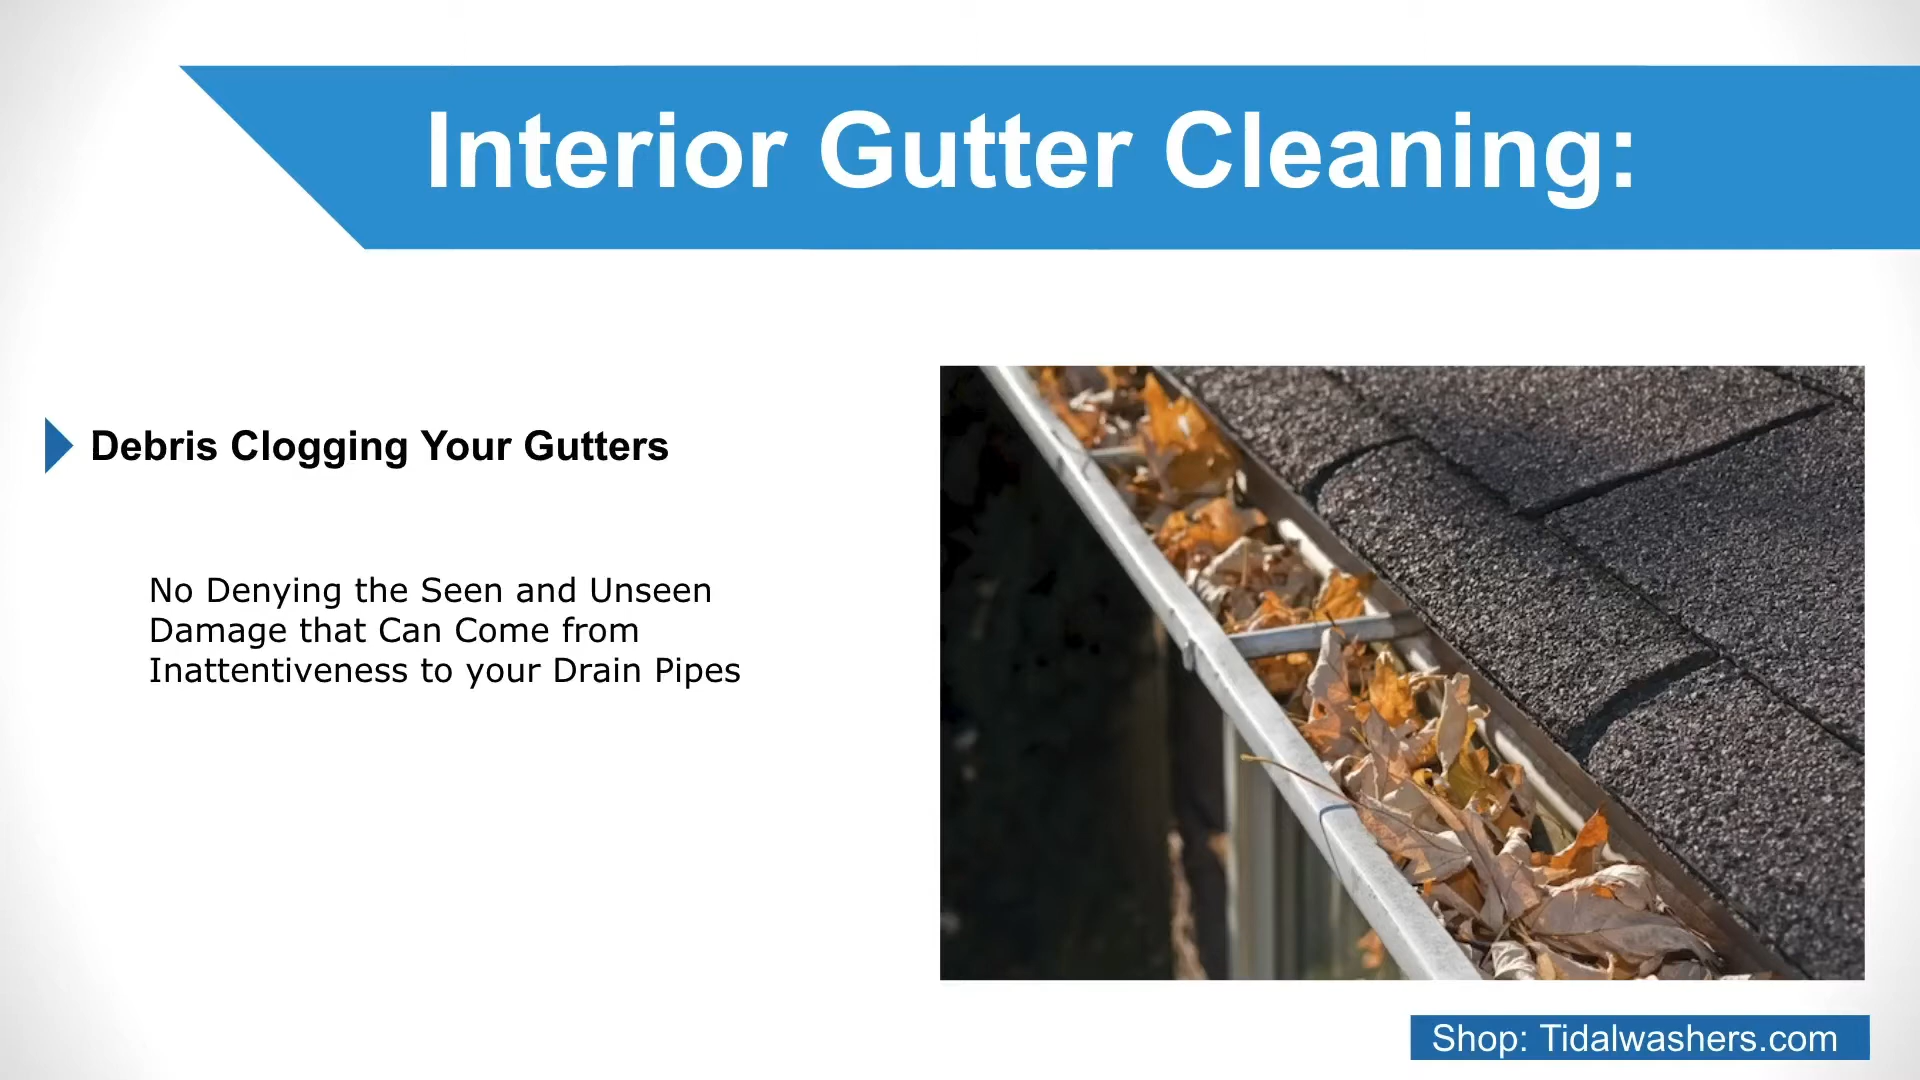 Interior Gutter Cleaning:
Debris Clogging Your Gutters
No Denying the Seen and Unseen
Damage that Can Come from
Inattentiveness to your Drain Pipes
Shop: Tidalwashers.com